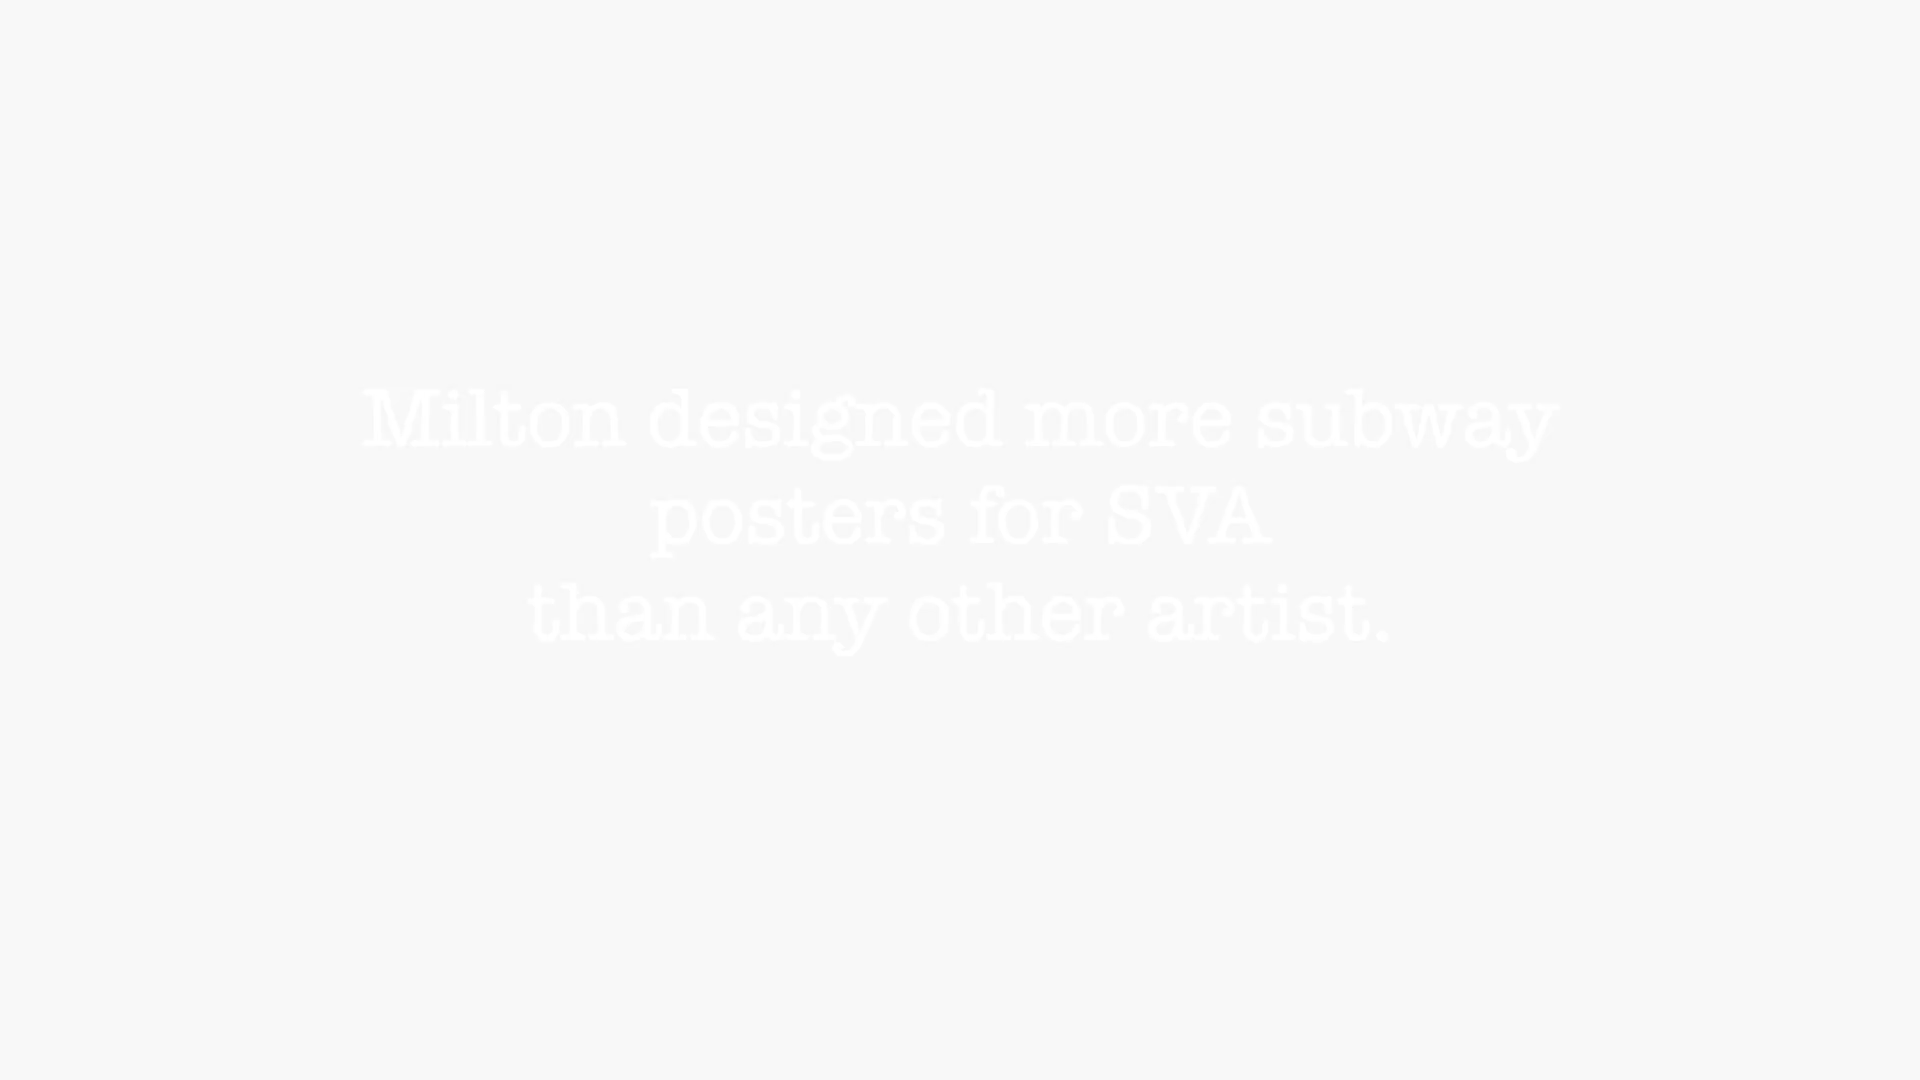 Milton designed more subway
posters for SVA
than any other artist.